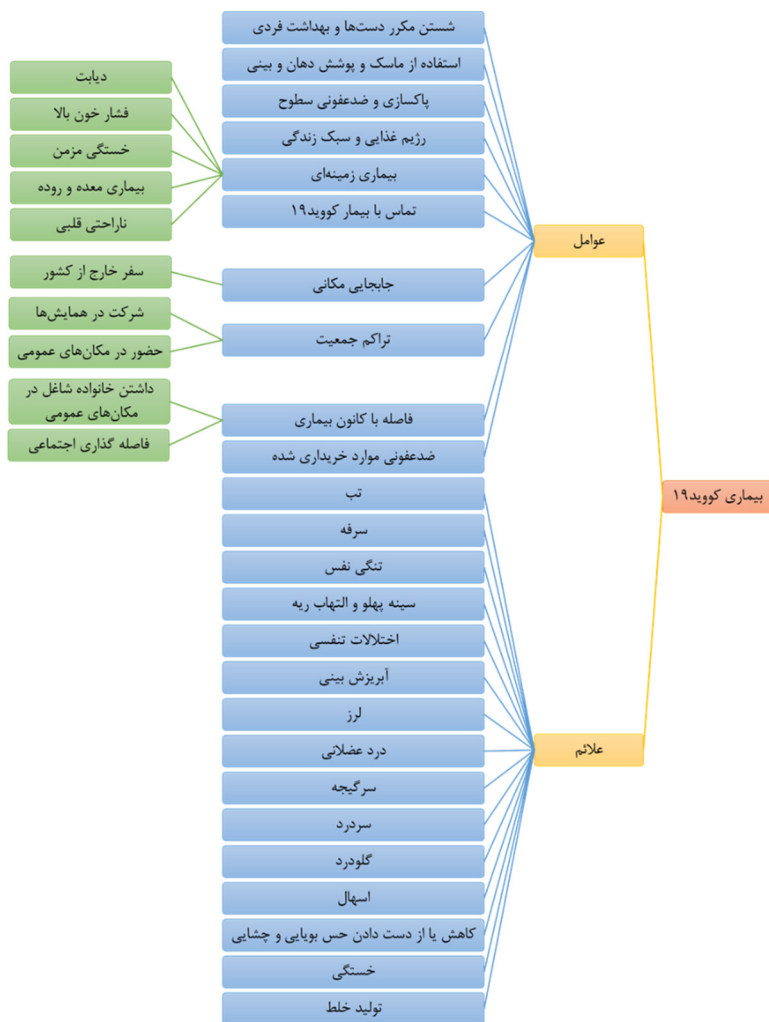 بیماری کووید۱۹
عوامل
شستن مکرر دست‌ها و بهداشت فردی
استفاده از ماسک و پوشش دهان و بینی
پاکسازی و ضدعفونی سطوح
رژیم غذایی و سبک زندگی
بیماری زمینه‌ای
دیابت
فشار خون بالا
خستگی مزمن
بیماری معده و روده
ناراحتی قلبی
تماس با بیمار کووید۱۹
جابجایی مکانی
سفر خارج از کشور
تراکم جمعیت
شرکت در همایش‌ها
حضور در مکان‌های عمومی
فاصله با کانون بیماری
داشتن خانواده شاغل در
مکان‌های عمومی
فاصله گذاری اجتماعی
ضدعفونی موارد خریداری شده
علائم
تب
سرفه
تنگی نفس
سینه پهلو و التهاب ریه
اختلالات تنفسی
آبریزش بینی
لرز
درد عضلانی
سرگیجه
سردرد
گلودرد
اسهال
کاهش یا از دست دادن حس بویایی و چشایی
خستگی
تولید خلط